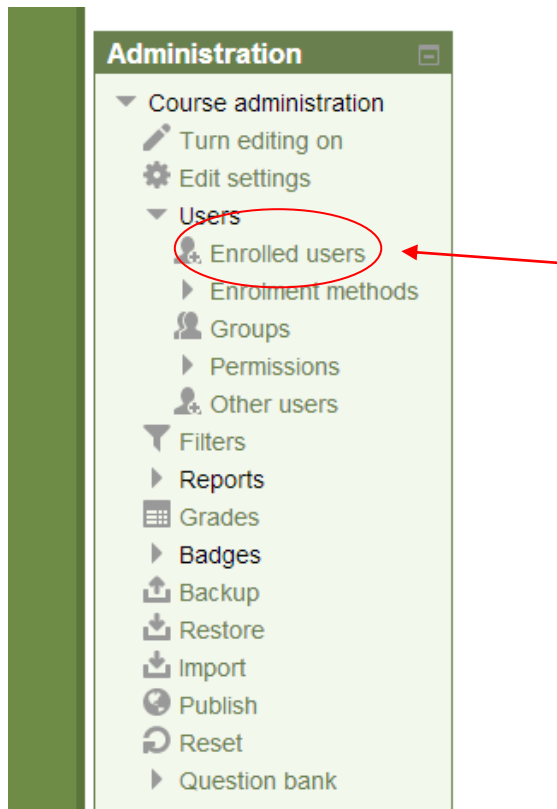 Administration
Course administration
Turn editing on
Edit settings
Users
Enrolled users
Enrolment methods
Groups
Permissions
Other users
Filters
Reports
Grades
Badges
Backup
Restore
Import
Publish
Reset
Question bank